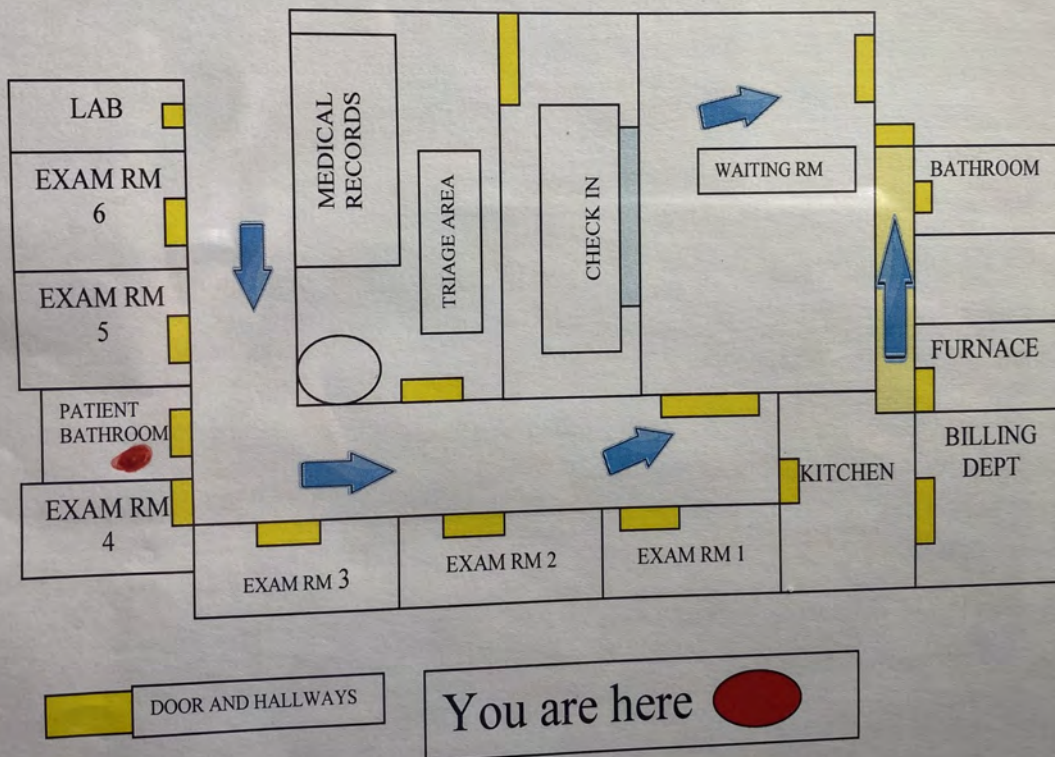 LAB
EXAM RM
6
EXAM RM
5
PATIENT
BATHROOM
EXAM RM
4
MEDICAL
RECORDS
TRIAGE AREA
CHECK IN
WAITING RM
BATHROOM
FURNACE
BILLING
DEPT
KITCHEN
EXAM RM 3
EXAM RM 2
EXAM RM 1
DOOR AND HALLWAYS
You are here